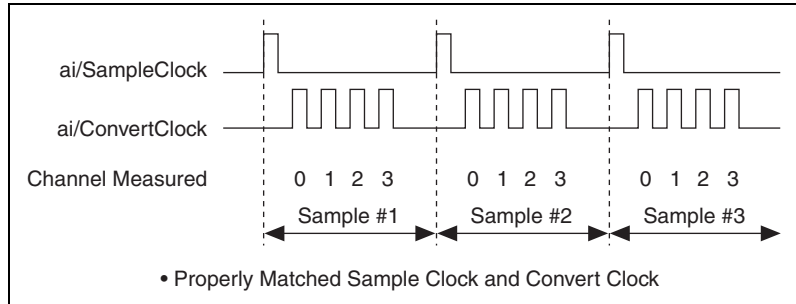 ai/SampleClock
ai/ConvertClock
Channel Measured 0 1 2 3 0 1 2 3 0 1 2 3
Sample #1 Sample #2 Sample #3
• Properly Matched Sample Clock and Convert Clock